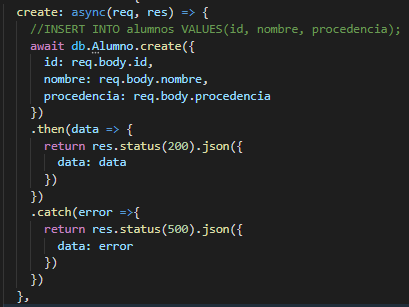 create: async(req, res) => {
//INSERT INTO alumnos VALUES(id, nombre, procedencia);
await db.Alumno.create({
id: req.body.id,
nombre: req.body.nombre,
procedencia: req.body.procedencia
})
.then(data => {
return res.status(200).json({
data: data
})
})
.catch(error =>{
return res.status(500).json({
data: error
})
})
},